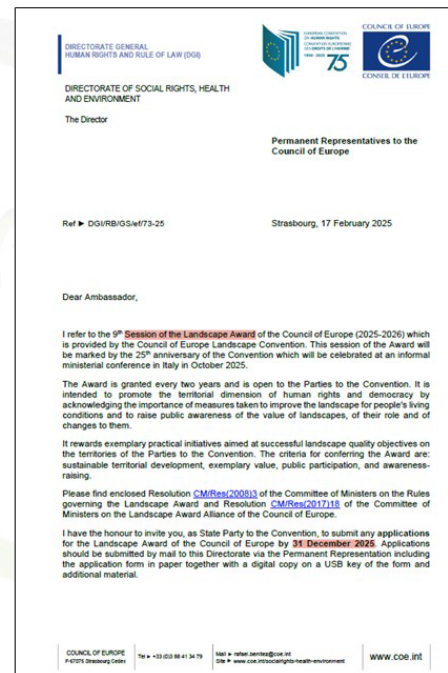 COUNCIL OF EUROPE
EUROPEAN CONVENTION
ON HUMAN RIGHTS
CONVENTION EUROPÉENNE
DES DROITS DE L'HOMME
1950 - 2025 75
CONSEIL DE L'EUROPE
DIRECTORATE GENERAL
HUMAN RIGHTS AND RULE OF LAW (DGI)
DIRECTORATE OF SOCIAL RIGHTS, HEALTH
AND ENVIRONMENT
The Director
Permanent Representatives to the
Council of Europe
Ref ► DGI/RB/GS/ef/73-25
Strasbourg, 17 February 2025
Dear Ambassador,
I refer to the 9th Session of the Landscape Award of the Council of Europe (2025-2026) which
is provided by the Council of Europe Landscape Convention. This session of the Award will
be marked by the 25th anniversary of the Convention which will be celebrated at an informal
ministerial conference in Italy in October 2025.
The Award is granted every two years and is open to the Parties to the Convention. It is
intended to promote the territorial dimension of human rights and democracy by
acknowledging the importance of measures taken to improve the landscape for people's living
conditions and to raise public awareness of the value of landscapes, of their role and of
changes to them.
It rewards exemplary practical initiatives aimed at successful landscape quality objectives on
the territories of the Parties to the Convention. The criteria for conferring the Award are:
sustainable territorial development, exemplary value, public participation, and awareness-
raising.
Please find enclosed Resolution CM/Res(2008)3 of the Committee of Ministers on the Rules
governing the Landscape Award and Resolution CM/Res(2017)18 of the Committee of
Ministers on the Landscape Award Alliance of the Council of Europe.
I have the honour to invite you, as State Party to the Convention, to submit any applications
for the Landscape Award of the Council of Europe by 31 December 2025. Applications
should be submitted by mail to this Directorate via the Permanent Representation including
the application form in paper together with a digital copy on a USB key of the form and
additional material.
COUNCIL OF EUROPE
F-67075 Strasbourg Cedex
Tel ► +33 (0)3 88 41 34 79
Mail ► rafael.benitez@coe.int
Site ► www.coe.int/socialrights-health-environment
www.coe.int